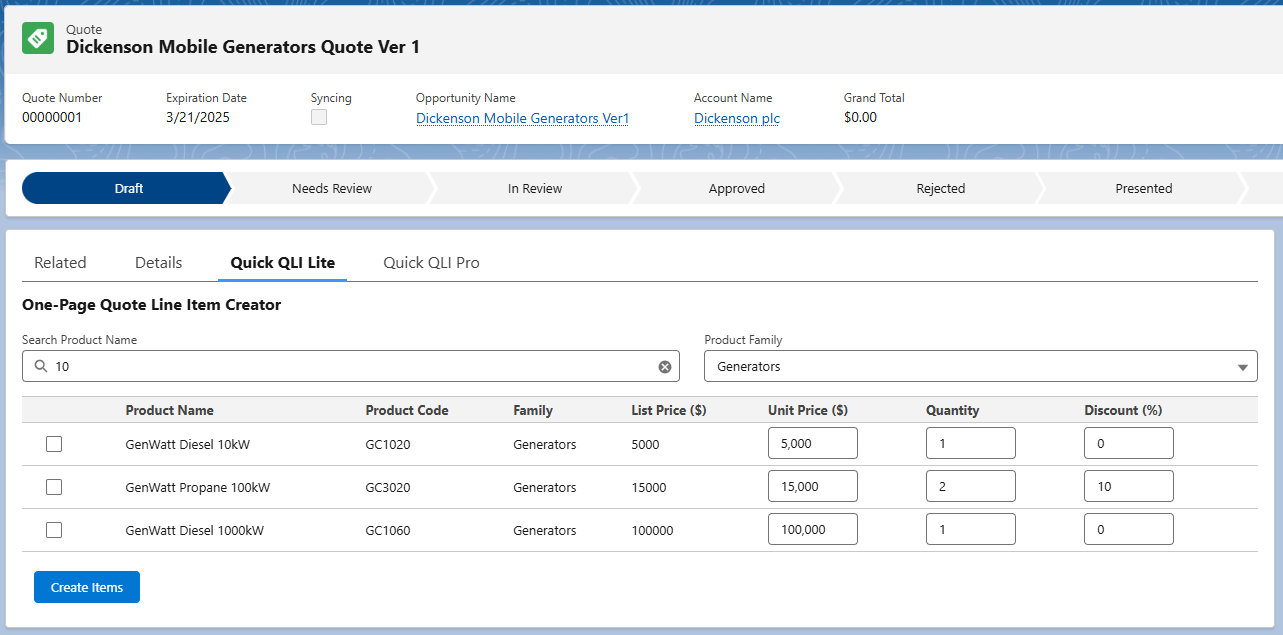 Quote
Dickenson Mobile Generators Quote Ver 1
Quote Number Expiration Date Syncing Opportunity Name Account Name Grand Total
00000001 3/21/2025 Dickenson Mobile Generators Ver1 Dickenson plc $0.00
Draft Needs Review In Review Approved Rejected Presented
Related Details Quick QLI Lite Quick QLI Pro
One-Page Quote Line Item Creator
Search Product Name Product Family
10 Generators
Product Name Product Code Family List Price ($) Unit Price ($) Quantity Discount (%)
GenWatt Diesel 10kW GC1020 Generators 5000 5,000 1 0
GenWatt Propane 100kW GC3020 Generators 15000 15,000 2 10
GenWatt Diesel 1000kW GC1060 Generators 100000 100,000 1 0
Create Items